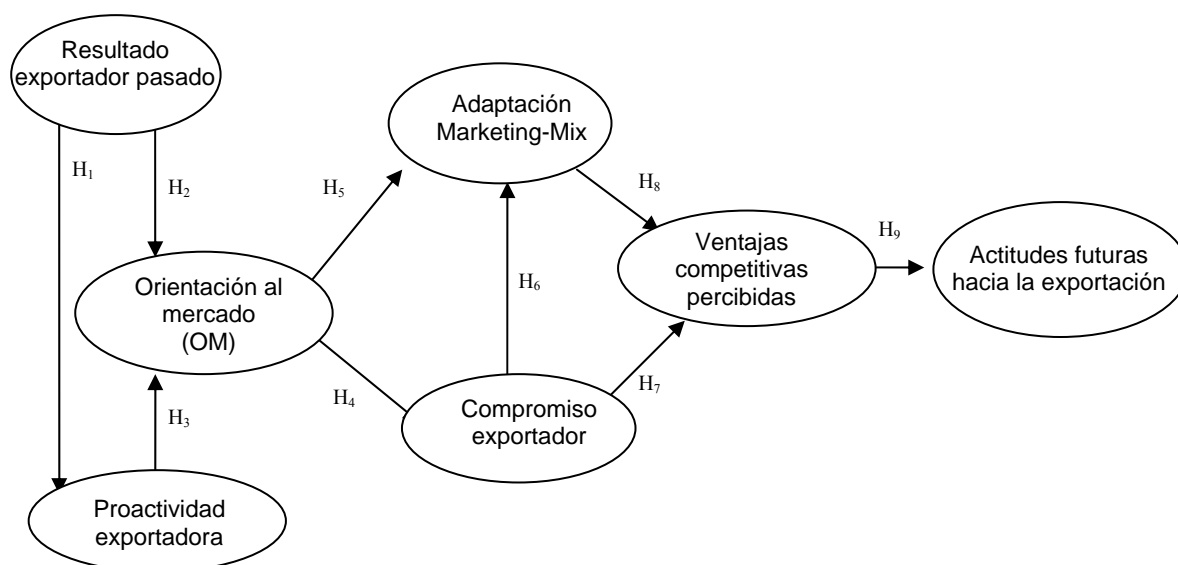 Resultado
exportador pasado
H1
H2
Adaptación
Marketing-Mix
H5
H8
Orientación al
mercado
(OM)
H6
Ventajas
competitivas
percibidas
H9
Actitudes futuras
hacia la exportación
H3
H4
H7
Compromiso
exportador
Proactividad
exportadora